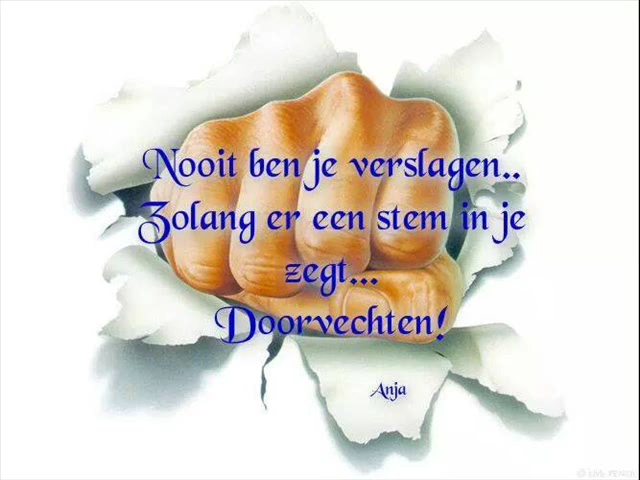 Nooit ben je verslagen..
Zolang er een stem in je
zegt...
Doorvechten!
Anja